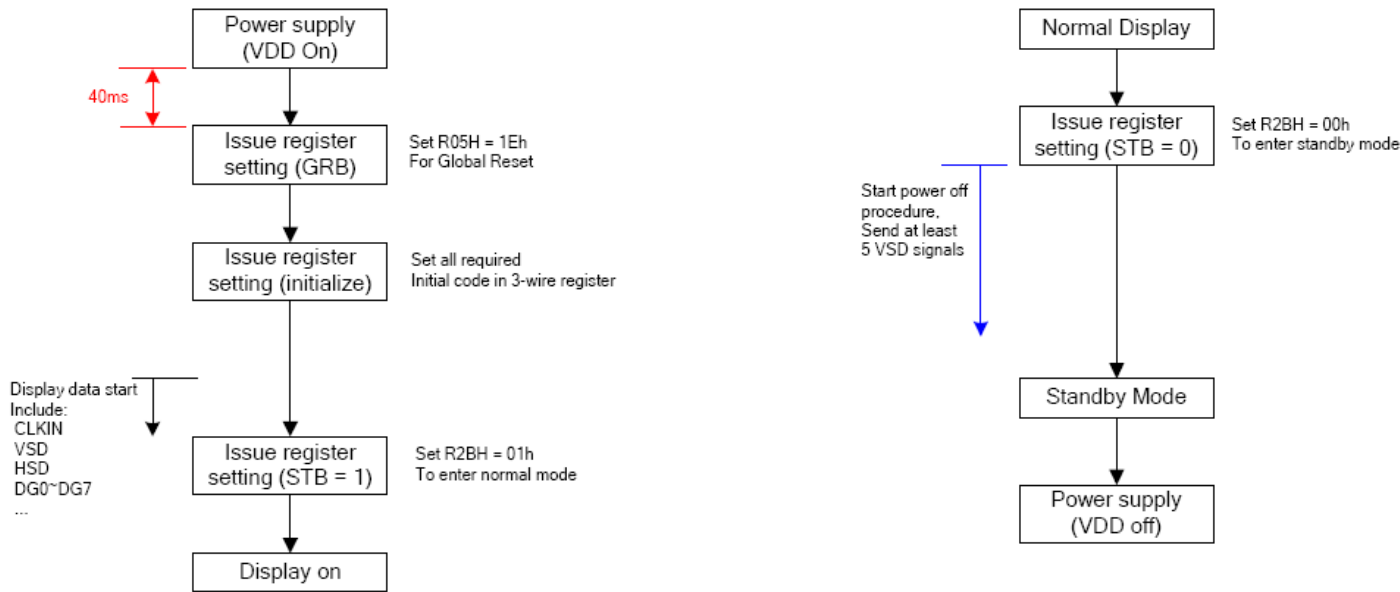 Power supply
(VDD On)
40ms
Issue register
setting (GRB)
Set R05H = 1Eh
For Global Reset
Issue register
setting (initialize)
Set all required
Initial code in 3-wire register
Display data start
Include:
CLKIN
VSD
HSD
DG0~DG7
...
Issue register
setting (STB = 1)
Set R2BH = 01h
To enter normal mode
Display on
Normal Display
Issue register
setting (STB = 0)
Set R2BH = 00h
To enter standby mode
Start power off
procedure,
Send at least
5 VSD signals
Standby Mode
Power supply
(VDD off)